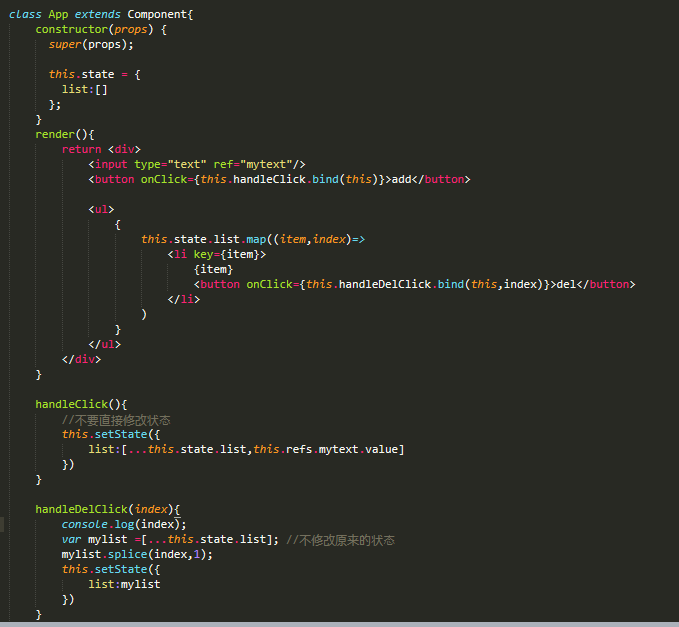 class App extends Component{
constructor(props) {
super(props);
this.state = {
list:[]
};
}
render(){
return <div>
<input type="text" ref="mytext"/>
<button onClick={this.handleClick.bind(this)}>add</button>
<ul>
{
this.state.list.map((item,index)=>
<li key={item}>
{item}
<button onClick={this.handleDelClick.bind(this,index)}>del</button>
</li>
)
}
</ul>
</div>
}
handleClick(){
//不要直接修改状态
this.setState({
list:[...this.state.list,this.refs.mytext.value]
})
}
handleDelClick(index){
console.log(index);
var mylist =[...this.state.list]; //不修改原来的状态
mylist.splice(index,1);
this.setState({
list:mylist
})
}